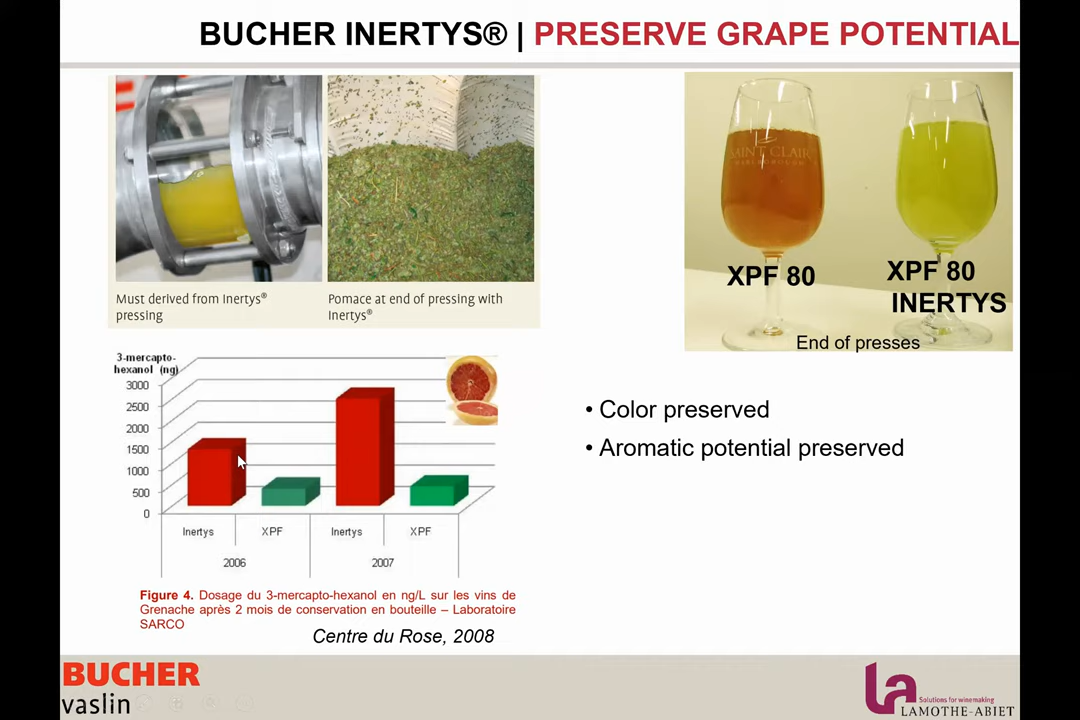 BUCHER INERTYS® | PRESERVE GRAPE POTENTIAL
Must derived from Inertys®
pressing
Pomace at end of pressing with
Inertys®
SAINT CLAIR
XPF 80
XPF 80
INERTYS
End of presses
3-mercapto-
hexanol (ng)
3000
2500
2000
1500
1000
500
0
Inertys
XPF
Inertys
XPF
2006
2007
Figure 4. Dosage du 3-mercapto-hexanol en ng/L sur les vins de
Grenache après 2 mois de conservation en bouteille – Laboratoire
SARCO
Centre du Rose, 2008
• Color preserved
• Aromatic potential preserved
BUCHER
vaslin
la
Solutions for winemaking
LAMOTHE-ABIET